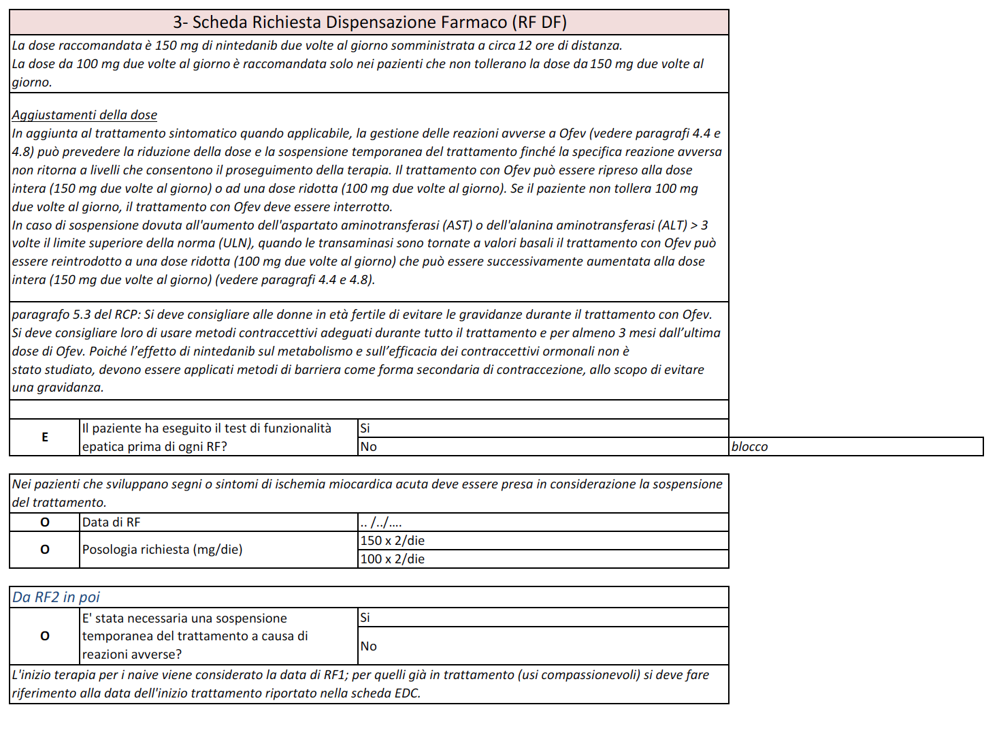 3- Scheda Richiesta Dispensazione Farmaco (RF DF)
La dose raccomandata è 150 mg di nintedanib due volte al giorno somministrata a circa 12 ore di distanza.
La dose da 100 mg due volte al giorno è raccomandata solo nei pazienti che non tollerano la dose da 150 mg due volte al
giorno.
Aggiustamenti della dose
In aggiunta al trattamento sintomatico quando applicabile, la gestione delle reazioni avverse a Ofev (vedere paragrafi 4.4 e
4.8) può prevedere la riduzione della dose e la sospensione temporanea del trattamento finché la specifica reazione avversa
non ritorna a livelli che consentono il proseguimento della terapia. Il trattamento con Ofev può essere ripreso alla dose
intera (150 mg due volte al giorno) o ad una dose ridotta (100 mg due volte al giorno). Se il paziente non tollera 100 mg
due volte al giorno, il trattamento con Ofev deve essere interrotto.
In caso di sospensione dovuta all'aumento dell'aspartato aminotransferasi (AST) o dell'alanina aminotransferasi (ALT) > 3
volte il limite superiore della norma (ULN), quando le transaminasi sono tornate a valori basali il trattamento con Ofev può
essere reintrodotto a una dose ridotta (100 mg due volte al giorno) che può essere successivamente aumentata alla dose
intera (150 mg due volte al giorno) (vedere paragrafi 4.4 e 4.8).
paragrafo 5.3 del RCP: Si deve consigliare alle donne in età fertile di evitare le gravidanze durante il trattamento con Ofev.
Si deve consigliare loro di usare metodi contraccettivi adeguati durante tutto il trattamento e per almeno 3 mesi dall’ultima
dose di Ofev. Poiché l’effetto di nintedanib sul metabolismo e sull’efficacia dei contraccettivi ormonali non è
stato studiato, devono essere applicati metodi di barriera come forma secondaria di contraccezione, allo scopo di evitare
una gravidanza.
E
Il paziente ha eseguito il test di funzionalità
epatica prima di ogni RF?
Si
No
blocco
Nei pazienti che sviluppano segni o sintomi di ischemia miocardica acuta deve essere presa in considerazione la sospensione
del trattamento.
O
Data di RF
.. /../....
O
Posologia richiesta (mg/die)
150 x 2/die
100 x 2/die
Da RF2 in poi
O
E' stata necessaria una sospensione
temporanea del trattamento a causa di
reazioni avverse?
Si
No
L'inizio terapia per i naive viene considerato la data di RF1; per quelli già in trattamento (usi compassionevoli) si deve fare
riferimento alla data dell'inizio trattamento riportato nella scheda EDC.